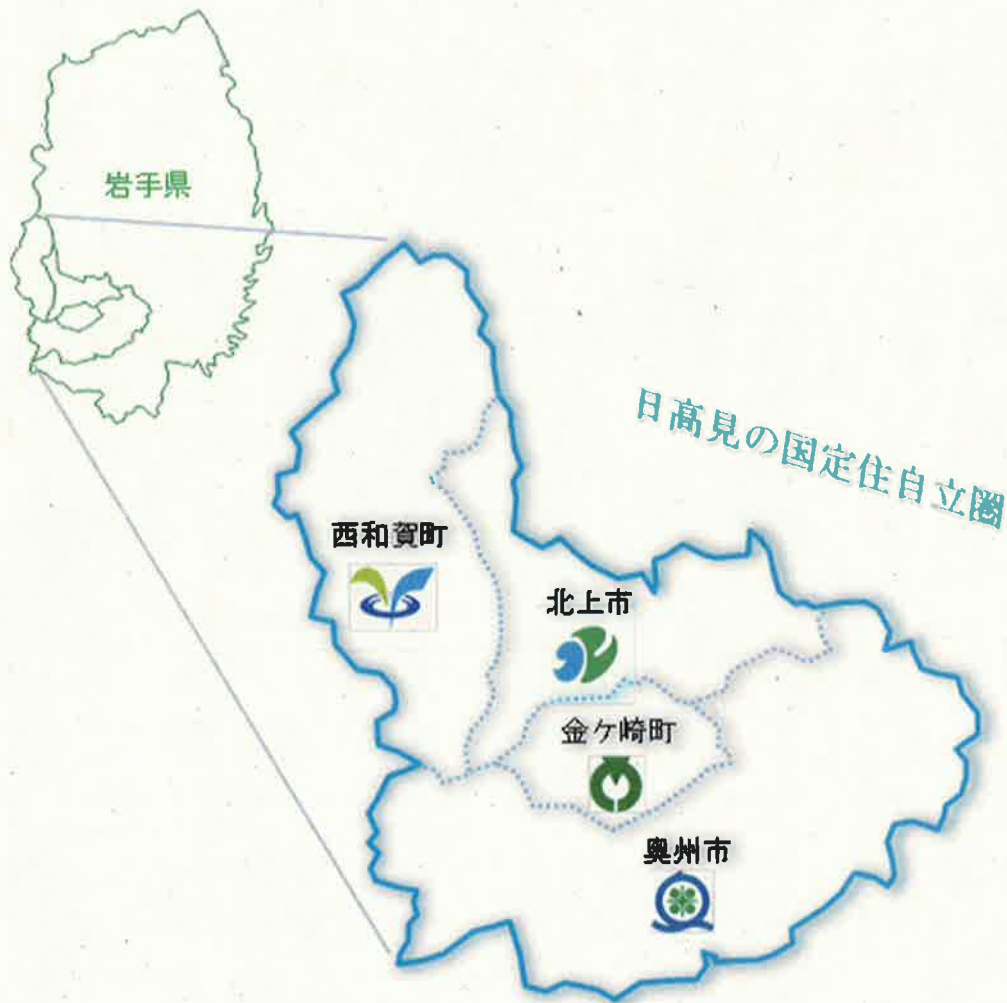 岩手県
日高見の国定住自立圏
西和賀町
北上市
金ケ崎町
奥州市